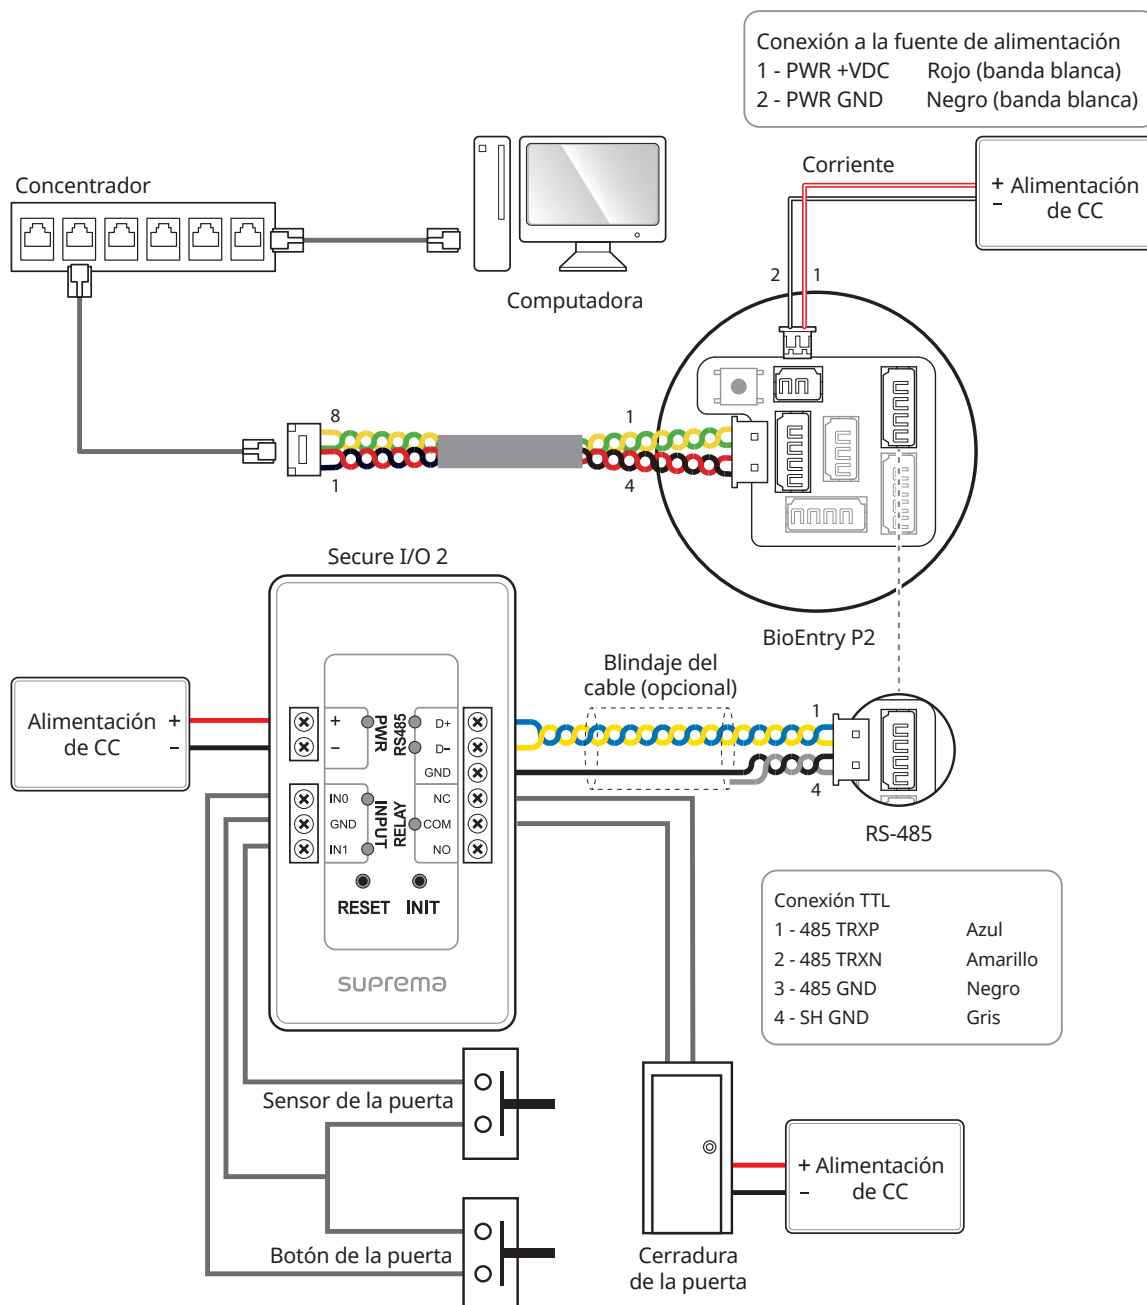 Conexión a la fuente de alimentación
1 - PWR +VDC Rojo (banda blanca)
2 - PWR GND Negro (banda blanca)
Concentrador
Computadora
Corriente
+ Alimentación
– de CC
2 1
8
1
1
4
BioEntry P2
Secure I/O 2
Alimentación +
de CC –
Blindaje del
cable (opcional)
1
4
RS-485
+
–
PWR
RS485
D+
D–
GND
IN0
GND
IN1
INPUT
RELAY
NC
COM
NO
RESET INIT
suprema
Conexión TTL
1 - 485 TRXP Azul
2 - 485 TRXN Amarillo
3 - 485 GND Negro
4 - SH GND Gris
Sensor de la puerta
Botón de la puerta
Cerradura
de la puerta
+ Alimentación
– de CC